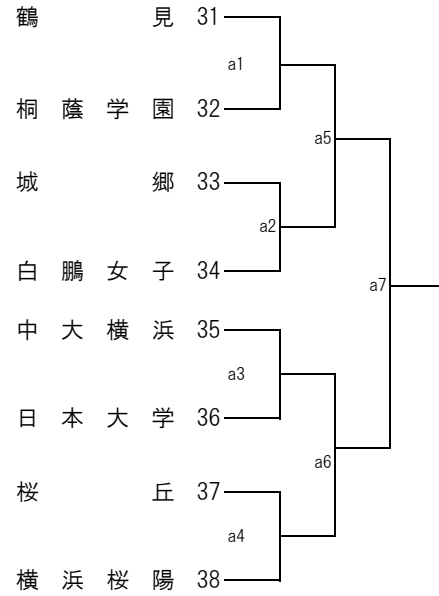 鶴見 31
a1
桐蔭学園 32
a5
城郷 33
a2
白鵬女子 34
a7
中大横浜 35
a3
日本大学 36
a6
桜丘 37
a4
横浜桜陽 38